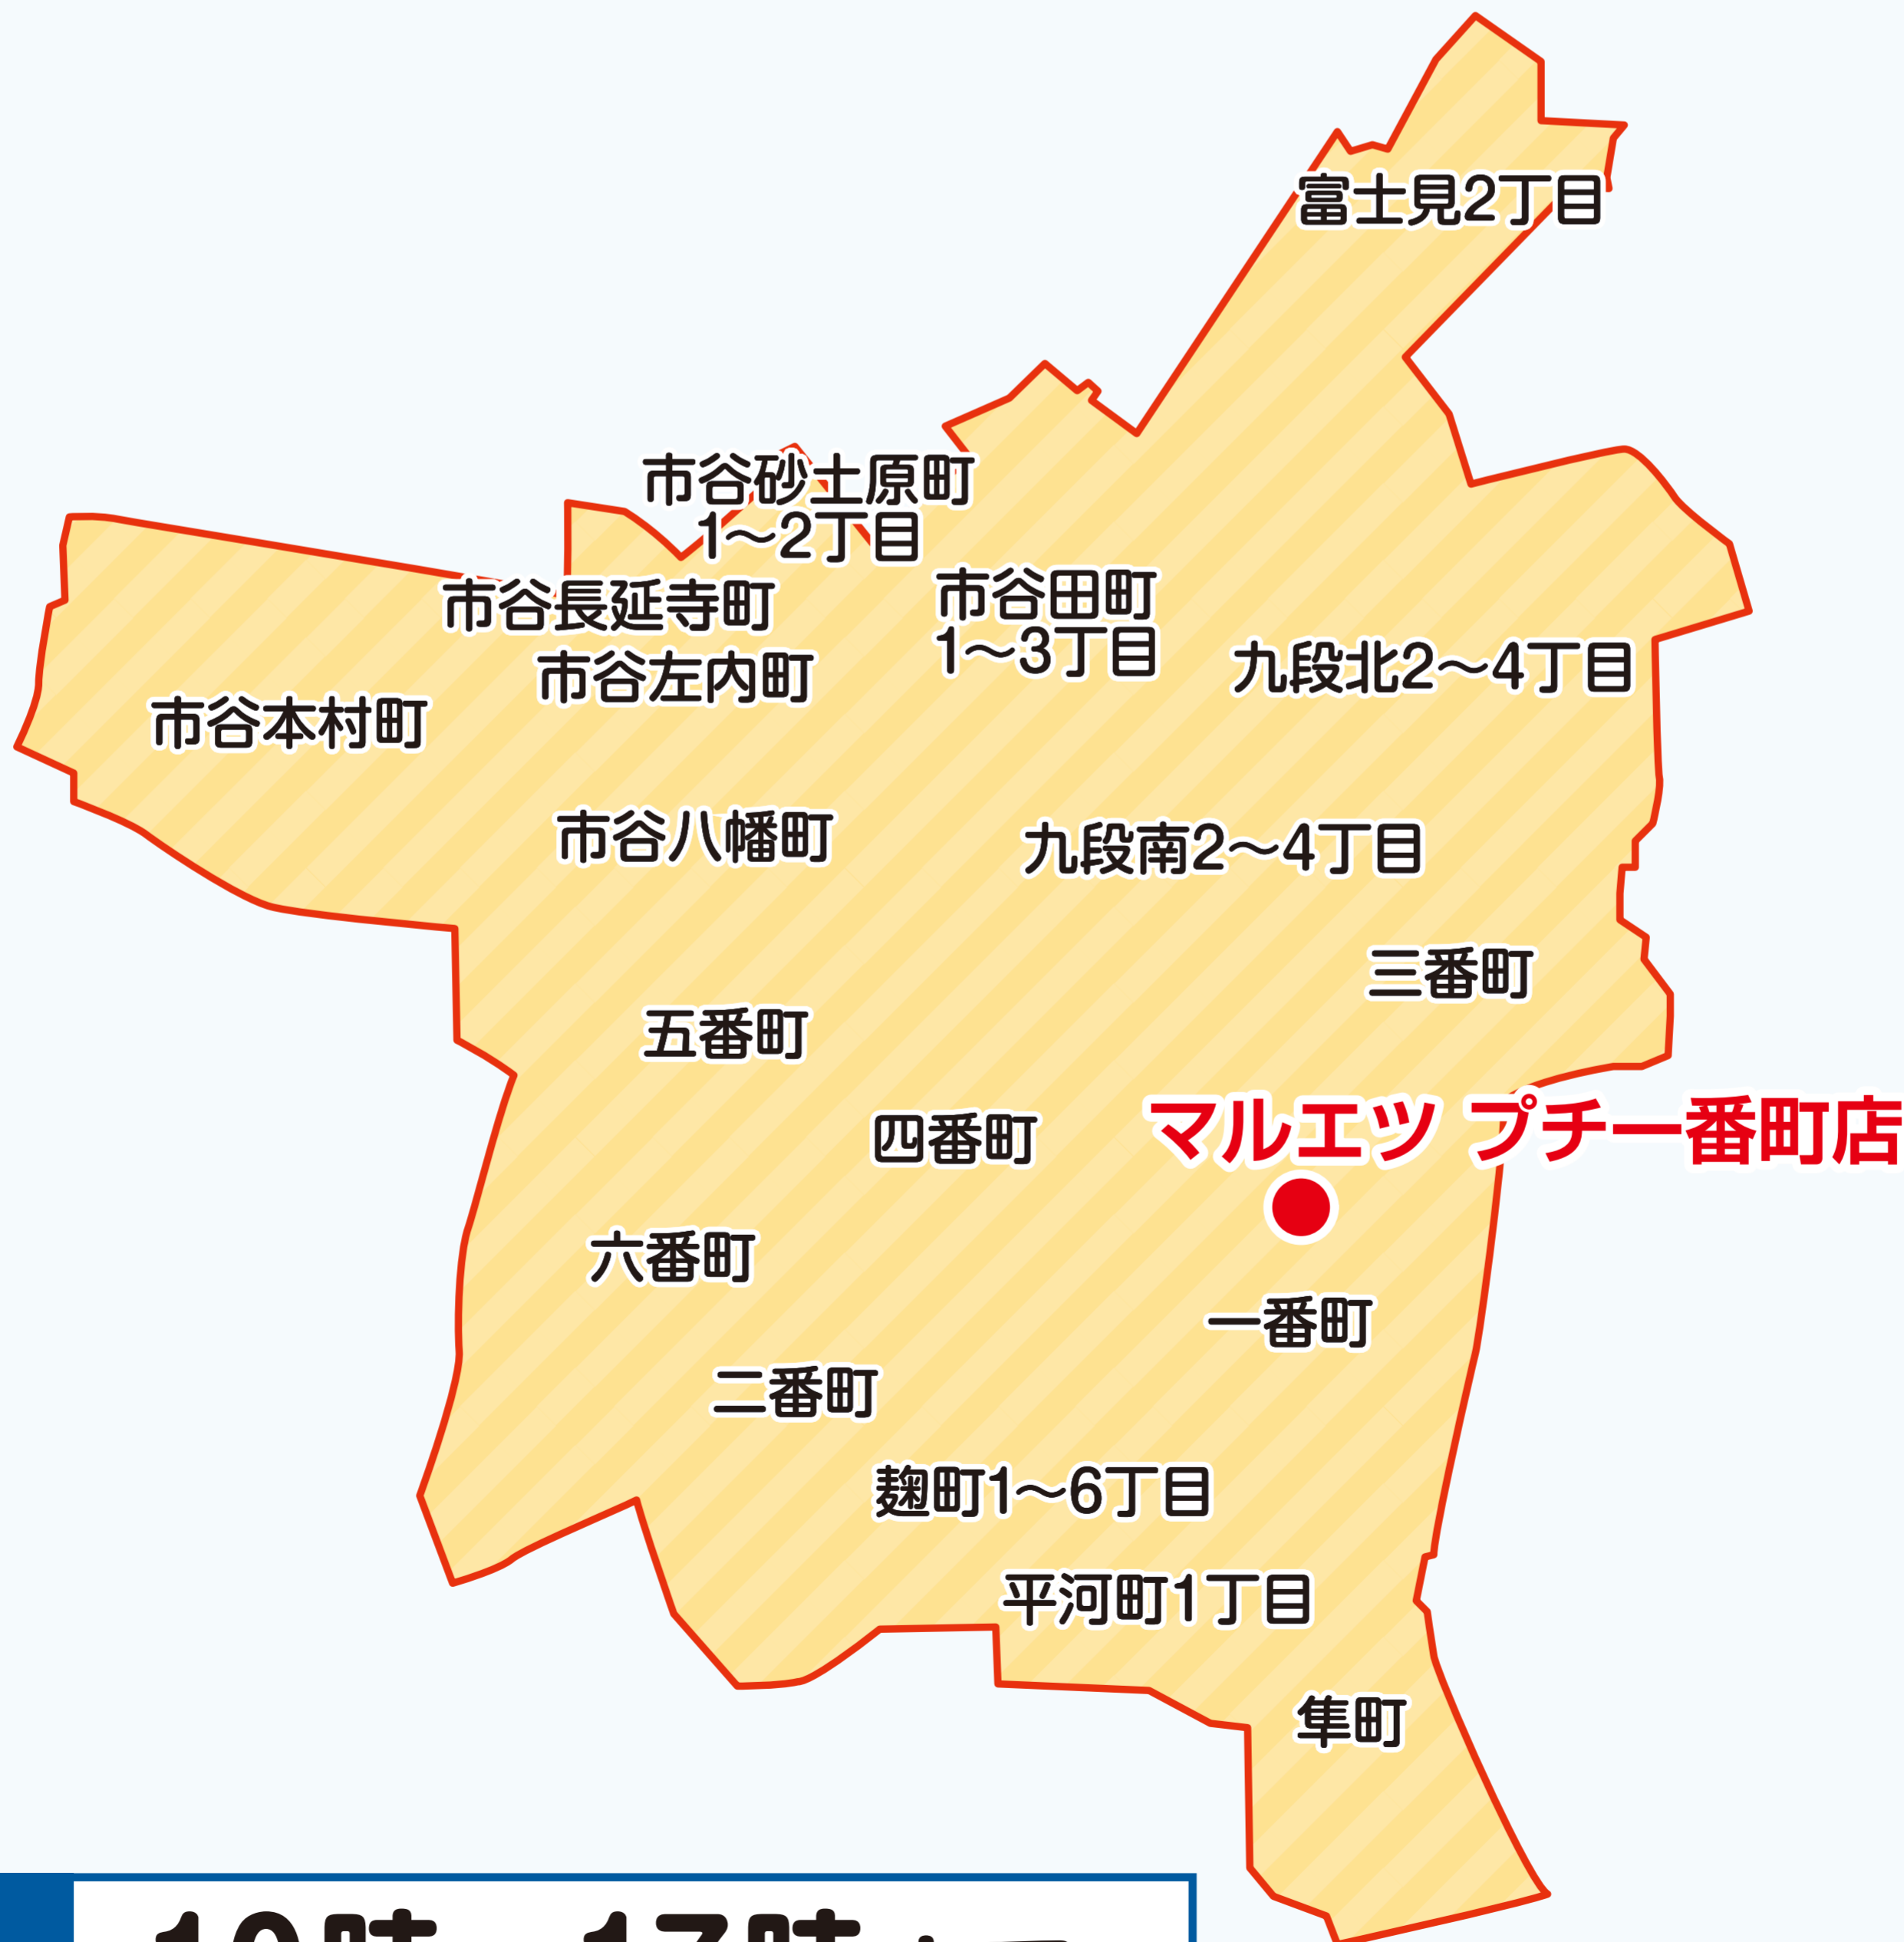 富士見2丁目
市谷砂土原町
1〜2丁目
市谷長延寺町
市谷田町
1〜3丁目
市谷左内町
九段北2〜4丁目
市谷本村町
市谷八幡町
九段南2〜4丁目
三番町
五番町
四番町
マルエツ プチ一番町店
六番町
一番町
二番町
麹町1〜6丁目
平河町1丁目
隼町